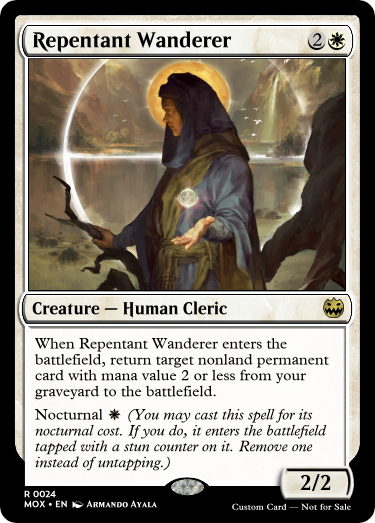 Repentant Wanderer 2
Creature — Human Cleric
When Repentant Wanderer enters the
battlefield, return target nonland permanent
card with mana value 2 or less from your
graveyard to the battlefield.
Nocturnal (You may cast this spell for its
nocturnal cost. If you do, it enters the battlefield
tapped with a stun counter on it. Remove one
instead of untapping.)
2/2
R 0024
MOX • EN Armando Ayala
Custom Card — Not for Sale